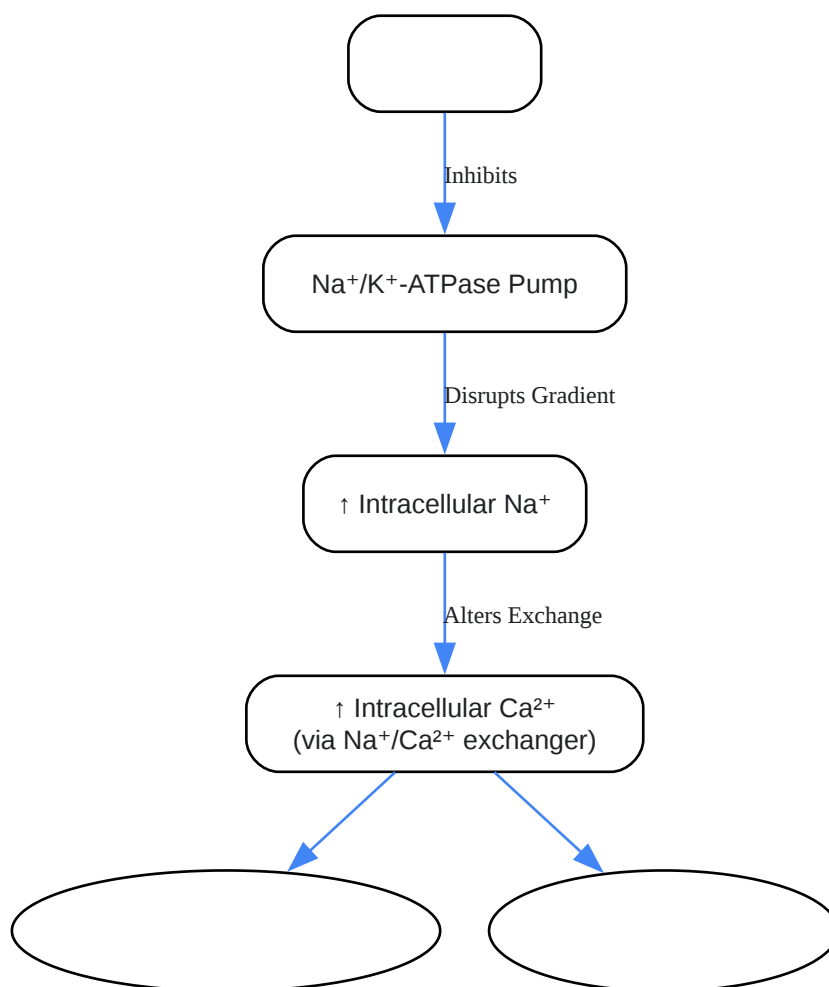 Inhibits
Na⁺/K⁺-ATPase Pump
Disrupts Gradient
↑ Intracellular Na⁺
Alters Exchange
↑ Intracellular Ca²⁺
(via Na⁺/Ca²⁺ exchanger)